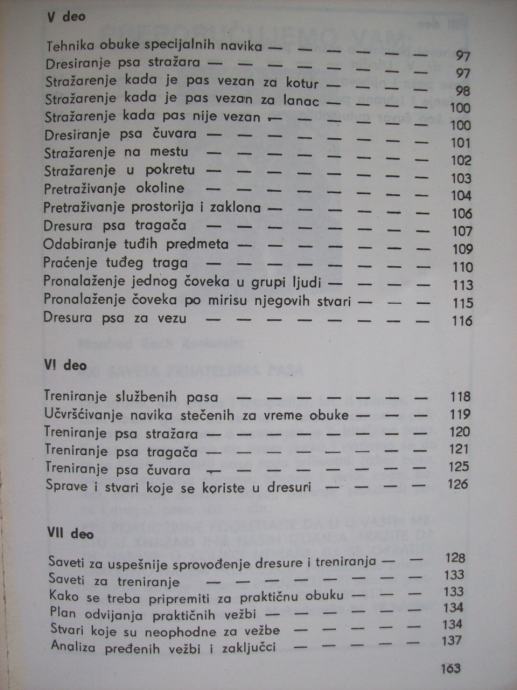 V deo
Tehnika obuke specijalnih navika — — — — — — 97
Dresiranje psa stražara — — — — — — — — 97
Stražarenje kada je pas vezan za kotur — — — — 98
Stražarenje kada je pas vezan za lanac — — — — 100
Stražarenje kada pas nije vezan — — — — — — 100
Dresiranje psa čuvara — — — — — — — — 101
Stražarenje na mestu — — — — — — — — 102
Stražarenje u pokretu — — — — — — — — 103
Pretraživanje okoline — — — — — — — — 104
Pretraživanje prostorija i zaklona — — — — — — 106
Dresura psa tragača — — — — — — — — 107
Odabiranje tuđih predmeta — — — — — — — 109
Praćenje tuđeg traga — — — — — — — — 110
Pronalaženje jednog čoveka u grupi ljudi — — — — 113
Pronalaženje čoveka po mirisu njegovih stvari — — — 115
Dresura psa za vezu — — — — — — — — 116
VI deo
Treniranje službenih pasa — — — — — — — 118
Učvršćivanje navika stečenih za vreme obuke — — — 119
Treniranje psa stražara — — — — — — — — 120
Treniranje psa tragača — — — — — — — — 121
Treniranje psa čuvara — — — — — — — — 125
Sprave i stvari koje se koriste u dresuri — — — — 126
VII deo
Saveti za uspešnije sprovođenje dresure i treniranja — — 128
Saveti za treniranje — — — — — — — — 133
Kako se treba pripremiti za praktičnu obuku — — — 133
Plan odvijanja praktičnih vežbi — — — — — — 134
Stvari koje su neophodne za vežbe — — — — — 134
Analiza pređenih vežbi i zaključci — — — — — 137
163